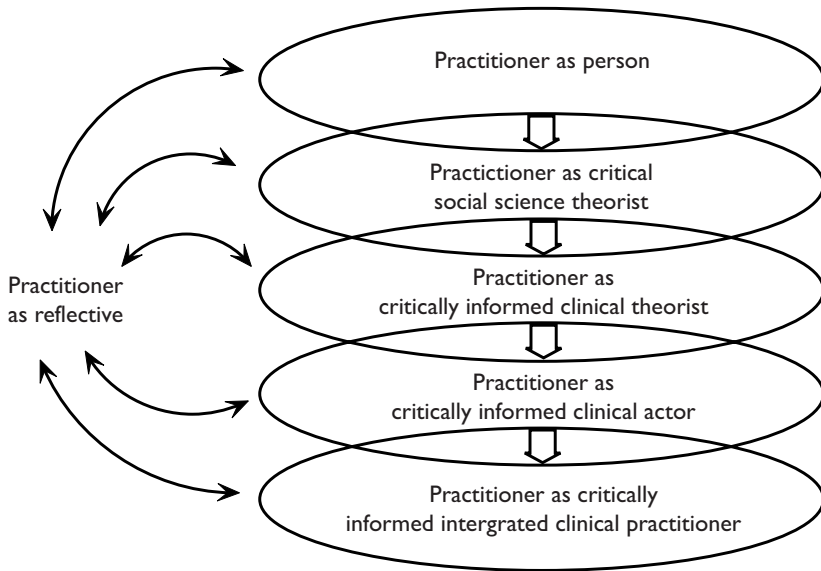 Practitioner as person
Practictioner as critical
social science theorist
Practitioner as
critically informed clinical theorist
Practitioner
as reflective
Practitioner as
critically informed clinical actor
Practitioner as critically
informed intergrated clinical practitioner